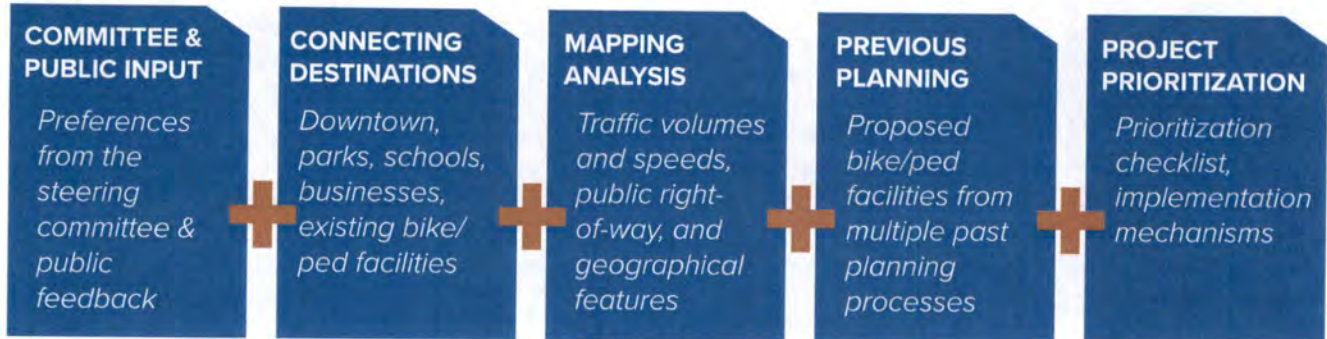 COMMITTEE &
PUBLIC INPUT
Preferences
from the
steering
committee &
public
feedback
CONNECTING
DESTINATIONS
Downtown,
parks, schools,
businesses,
existing bike/
ped facilities
MAPPING
ANALYSIS
Traffic volumes
and speeds,
public right-
of-way, and
geographical
features
PREVIOUS
PLANNING
Proposed
bike/ped
facilities from
multiple past
planning
processes
PROJECT
PRIORITIZATION
Prioritization
checklist,
implementation
mechanisms